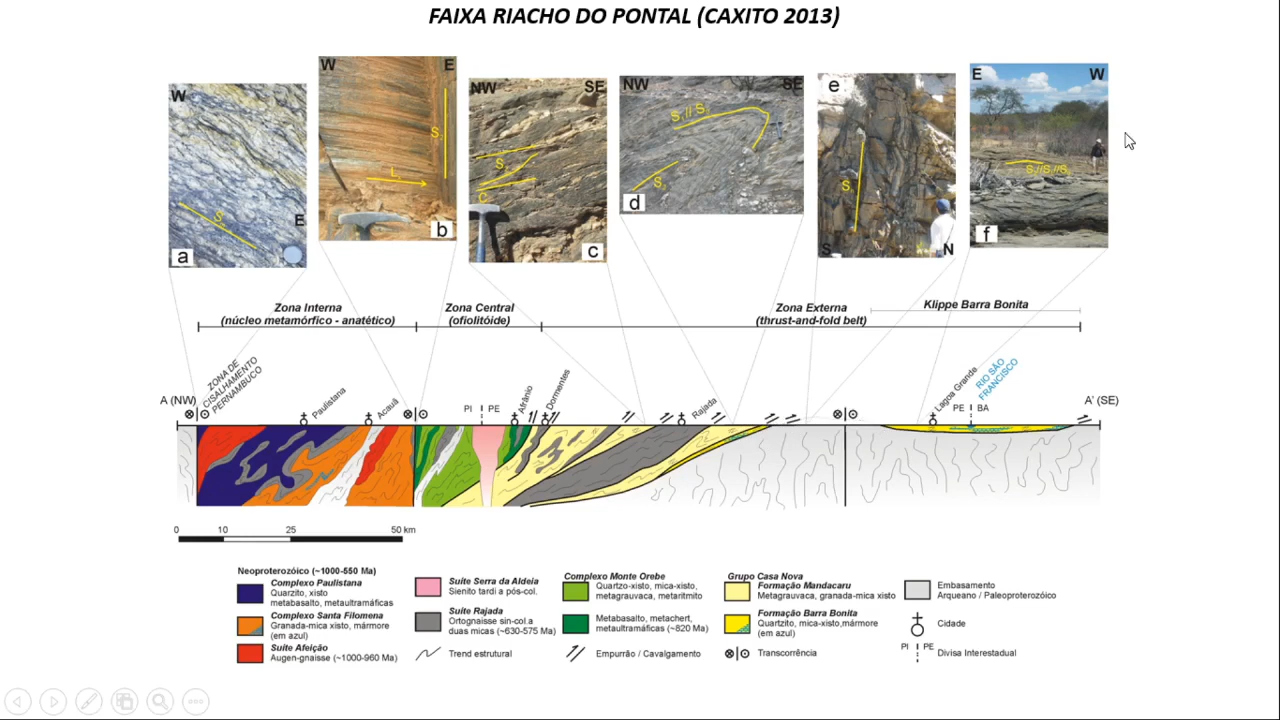 FAIXA RIACHO DO PONTAL (CAXITO 2013)
W
E
a
W
E
b
NW
SE
S
C
c
NW
SE
d
e
S
N
E
W
f
Zona Interna
(núcleo metamórfico - anatético)
Zona Central
(ofiolitóide)
Zona Externa
(thrust-and-fold belt)
Klippe Barra Bonita
A (NW)
ZONA DE
CISALHAMENTO
PERNAMBUCO
Paulistana
Acauã
PI
PE
Afrânio
Dormentes
Rajada
Lagoa Grande
PE
BA
RIO SÃO
FRANCISCO
A' (SE)
0 10 25 50 km
Neoproterozóico (~1000-550 Ma)
Complexo Paulistana
Quarzito, xisto
metabasalto, metaultramáficas
Complexo Santa Filomena
Granada-mica xisto, mármore
(em azul)
Suíte Afeição
Augen-gnaisse (~1000-960 Ma)
Suíte Serra da Aldeia
Sienito tardi a pós-col.
Suíte Rajada
Ortognaisse sin-col.a
duas micas (~630-575 Ma)
Trend estrutural
Complexo Monte Orebe
Quartzo-xisto, mica-xisto,
metagrauvaca, metaritmito
Metabasalto, metachert,
metaultramáficas (~820 Ma)
Empurrão / Cavalgamento
Grupo Casa Nova
Formação Mandacaru
Metagrauvaca, granada-mica xisto
Formação Barra Bonita
Quartzito, mica-xisto,mármore
(em azul)
Transcorrência
Embasamento
Arqueano / Paleoproterozóico
Cidade
PI
PE
Divisa Interestadual